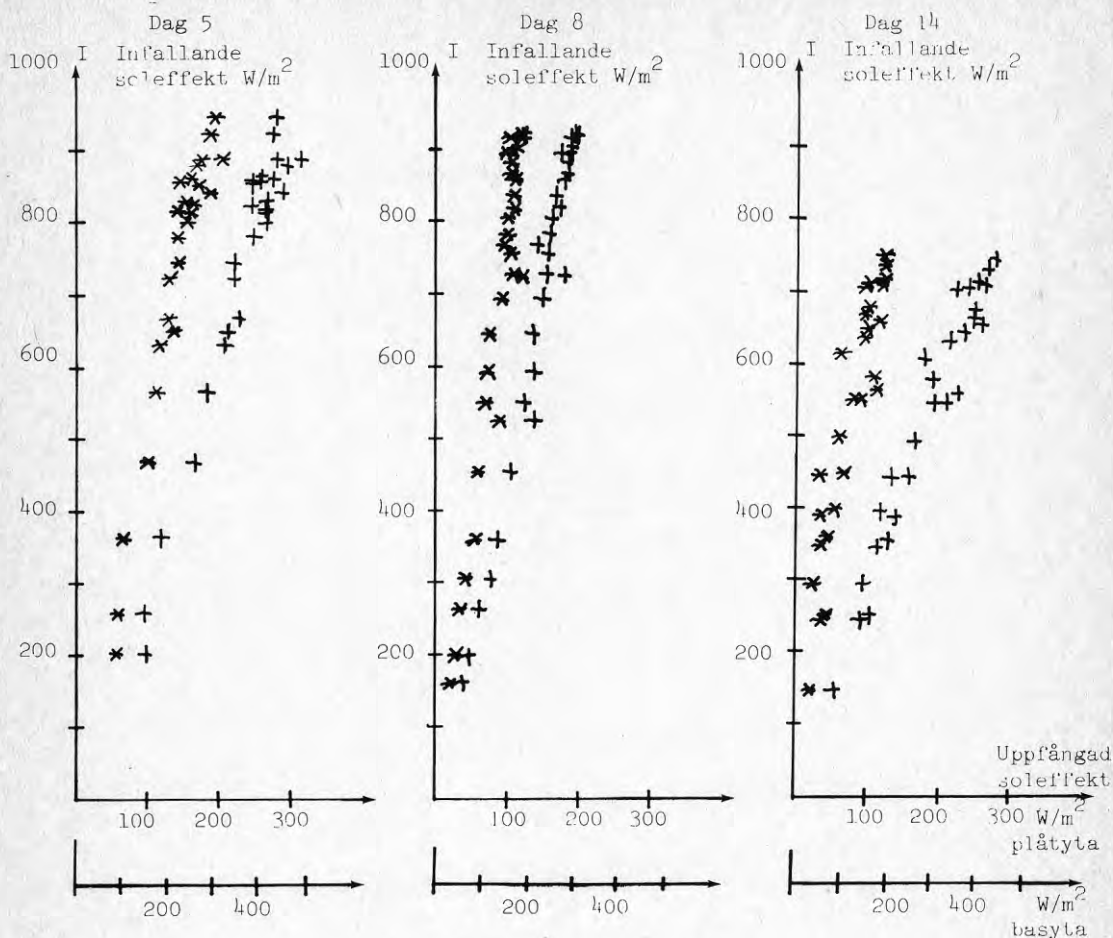 Dag 5
I Infallande
soleffekt W/m²
1000
800
600
400
200
100 200 300
200 400
Dag 8
I Infallande
soleffekt W/m²
1000
800
600
400
200
100 200 300
200 400
Dag 14
I Infallande
soleffekt W/m²
1000
800
600
400
200
Uppfångad
soleffekt
100 200 300 W/m²
plåtyta
200 400 W/m²
basyta